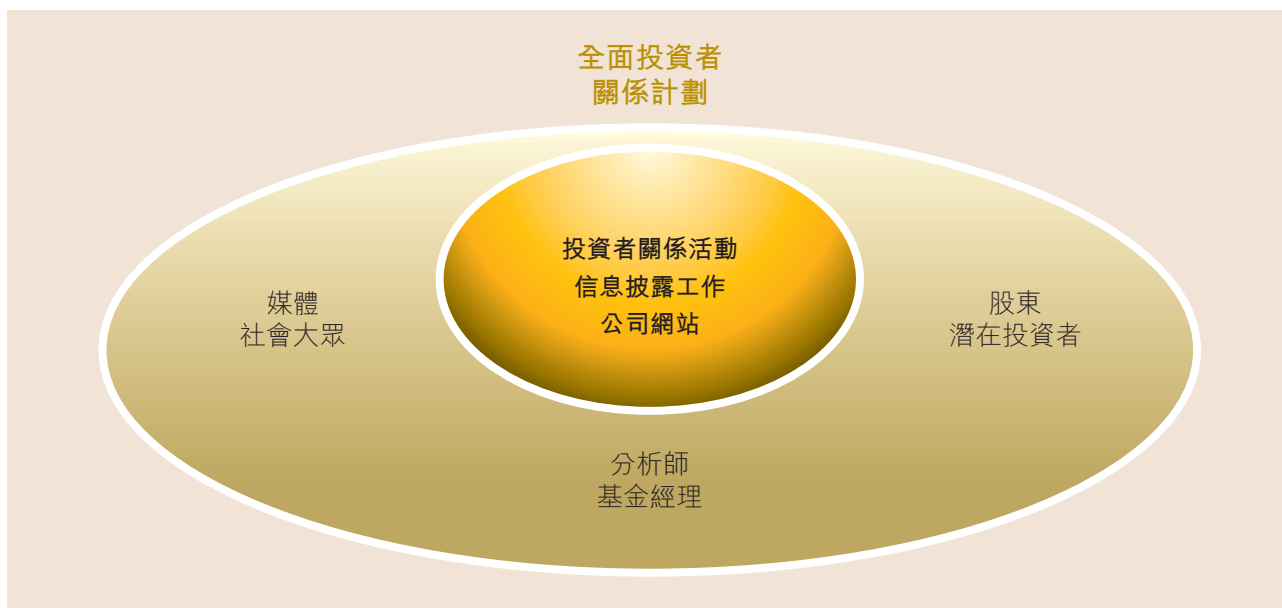 全面投資者
關係計劃
投資者關係活動
信息披露工作
公司網站
媒體
社會大眾
股東
潛在投資者
分析師
基金經理